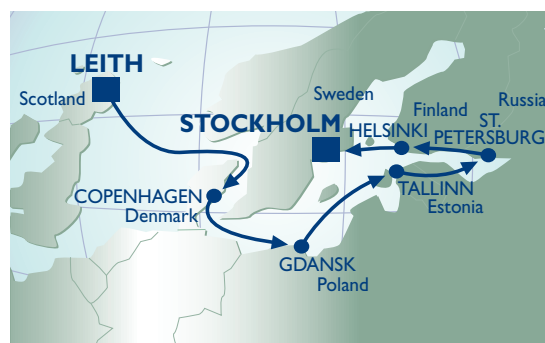 LEITH
Scotland
Sweden
Finland
Russia
STOCKHOLM
HELSINKI
ST.
PETERSBURG
COPENHAGEN
Denmark
TALLINN
Estonia
GDANSK
Poland